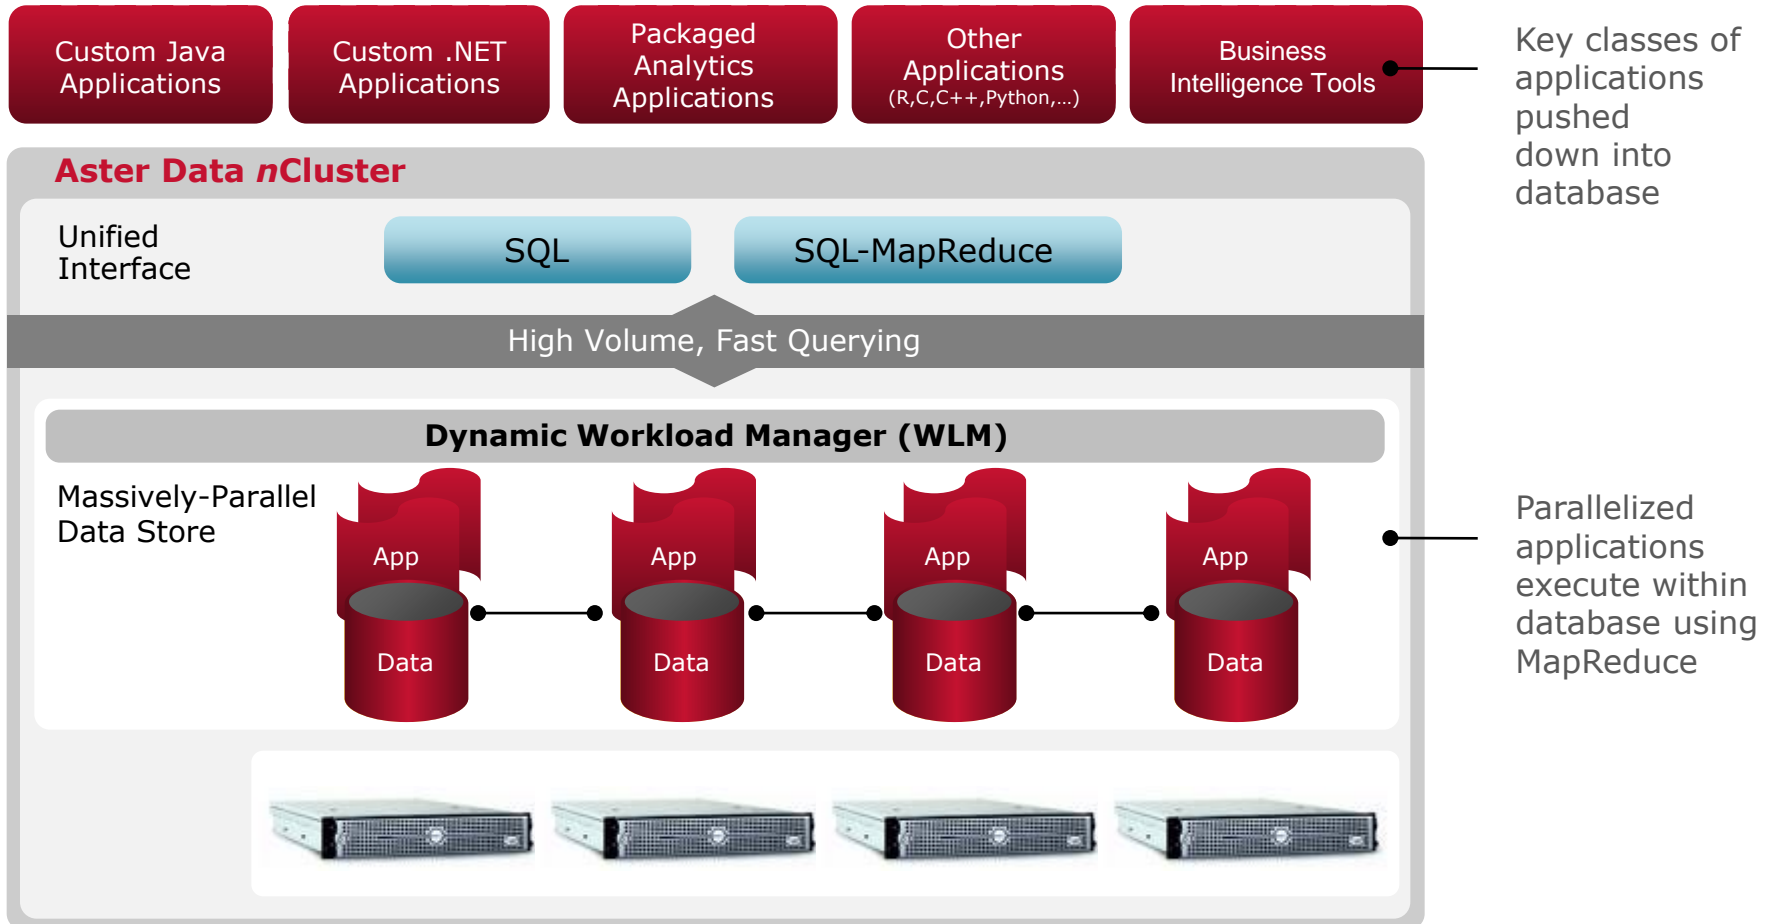 Custom Java
Applications
Custom .NET
Applications
Packaged
Analytics
Applications
Other
Applications
(R,C,C++,Python,...)
Business
Intelligence Tools
Key classes of
applications
pushed
down into
database
Aster Data nCluster
Unified
Interface
SQL
SQL-MapReduce
High Volume, Fast Querying
Dynamic Workload Manager (WLM)
Massively-Parallel
Data Store
App
App
App
App
Data
Data
Data
Data
Parallelized
applications
execute within
database using
MapReduce